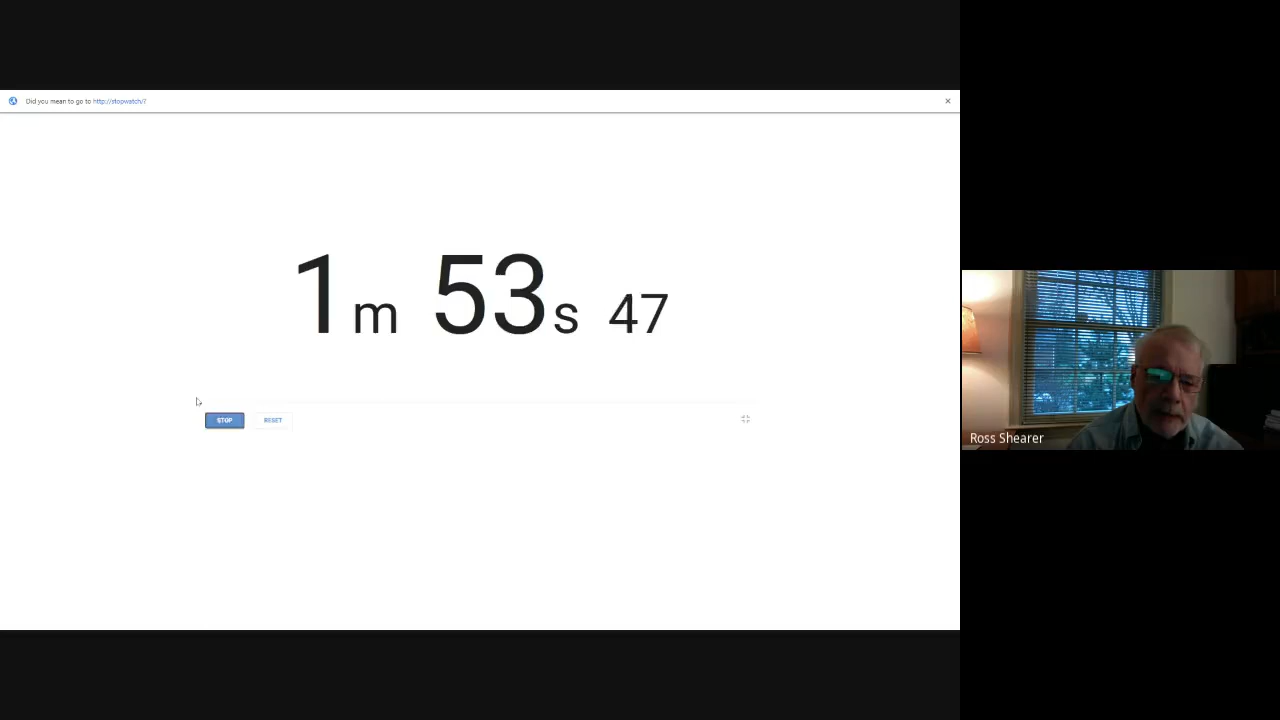 Did you mean to go to http://stopwatch/?
1m 53s 47
STOP RESET
Ross Shearer